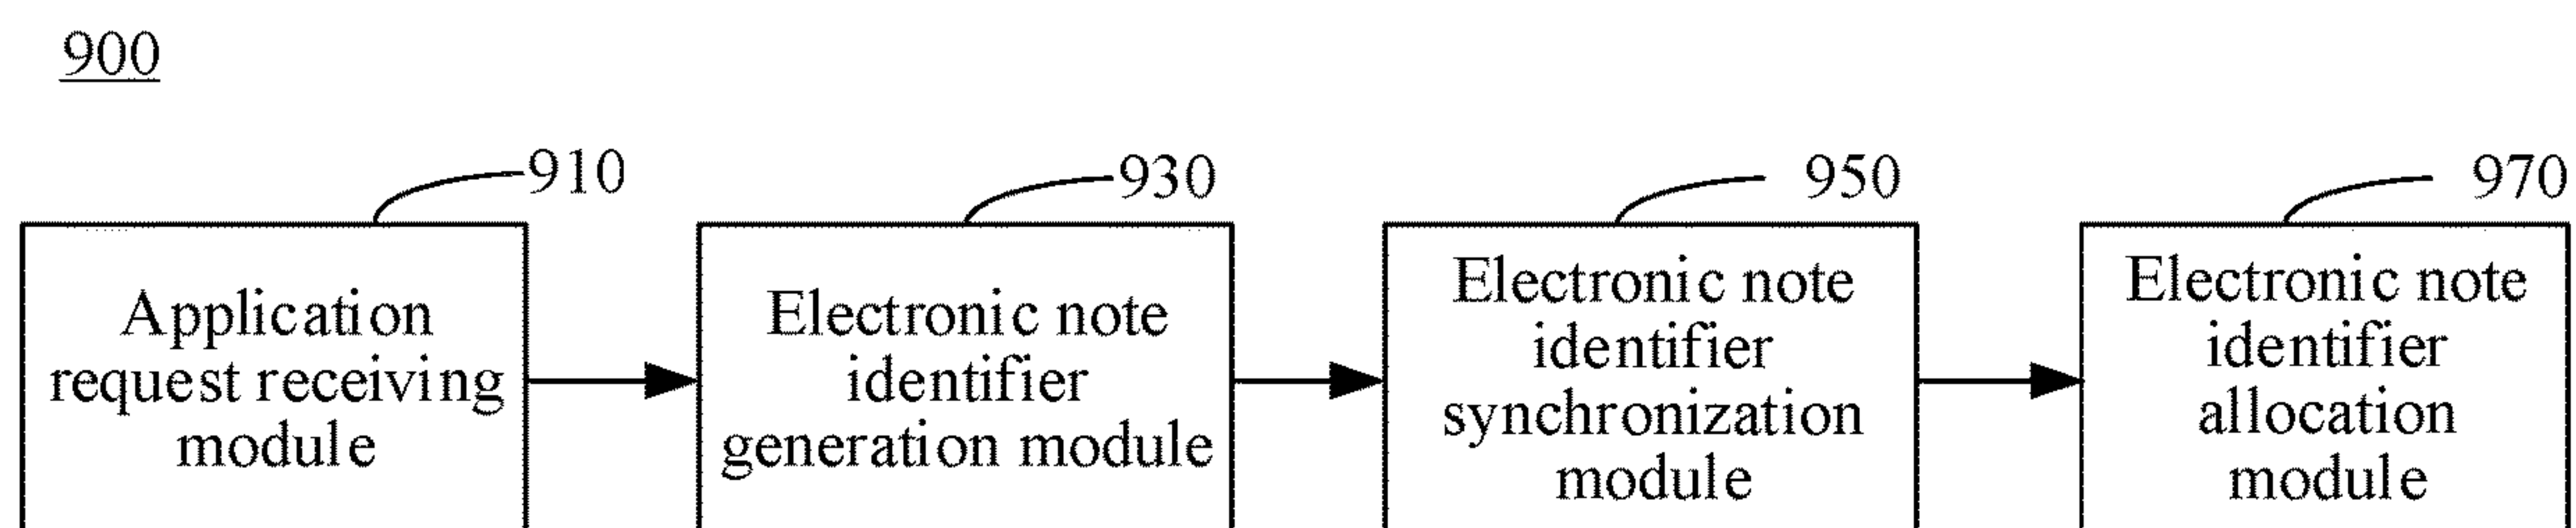 900
910
930
950
970
Application
request receiving
module
Electronic note
identifier
generation module
Electronic note
identifier
synchronization
module
Electronic note
identifier
allocation
module